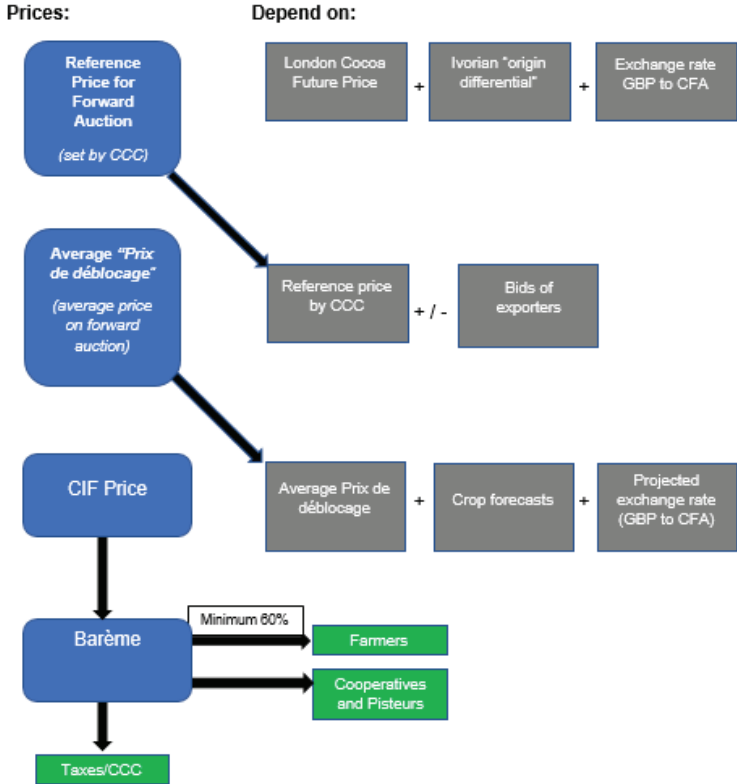 Prices:
Depend on:
Reference
Price for
Forward
Auction
(set by CCC)
London Cocoa
Future Price
+
Ivorian “origin
differential”
+
Exchange rate
GBP to CFA
Average “Prix
de déblocage”
(average price
on forward
auction)
Reference price
by CCC
+ / -
Bids of
exporters
CIF Price
Average Prix de
déblocage
+
Crop forecasts
+
Projected
exchange rate
(GBP to CFA)
Barème
Minimum 60%
Farmers
Cooperatives
and Pisteurs
Taxes/CCC